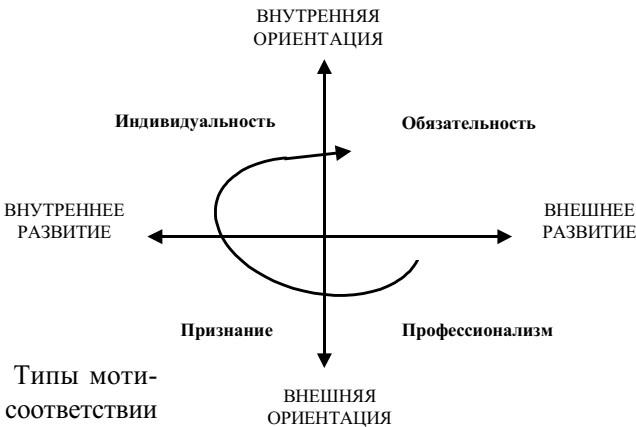 ВНУТРЕННЯЯ
ОРИЕНТАЦИЯ
Индивидуальность
Обязательность
ВНУТРЕННЕЕ
РАЗВИТИЕ
ВНЕШНЕЕ
РАЗВИТИЕ
Признание
Профессионализм
Типы моти-
соответствии
ВНЕШНЯЯ
ОРИЕНТАЦИЯ